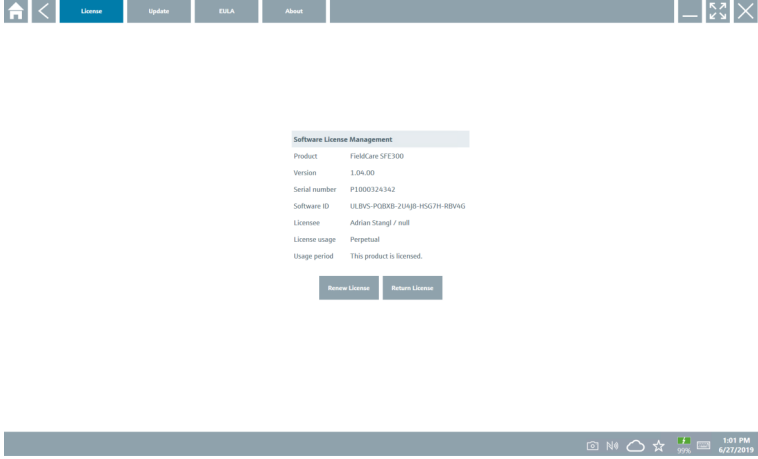 License Update EULA About
Software License Management
Product FieldCare SFE300
Version 1.04.00
Serial number P1000324342
Software ID ULBVS-PQBXB-2U4J8-HSG7H-RBV4G
Licensee Adrian Stangl / null
License usage Perpetual
Usage period This product is licensed.
Renew License Return License
99% 1:01 PM
6/27/2019